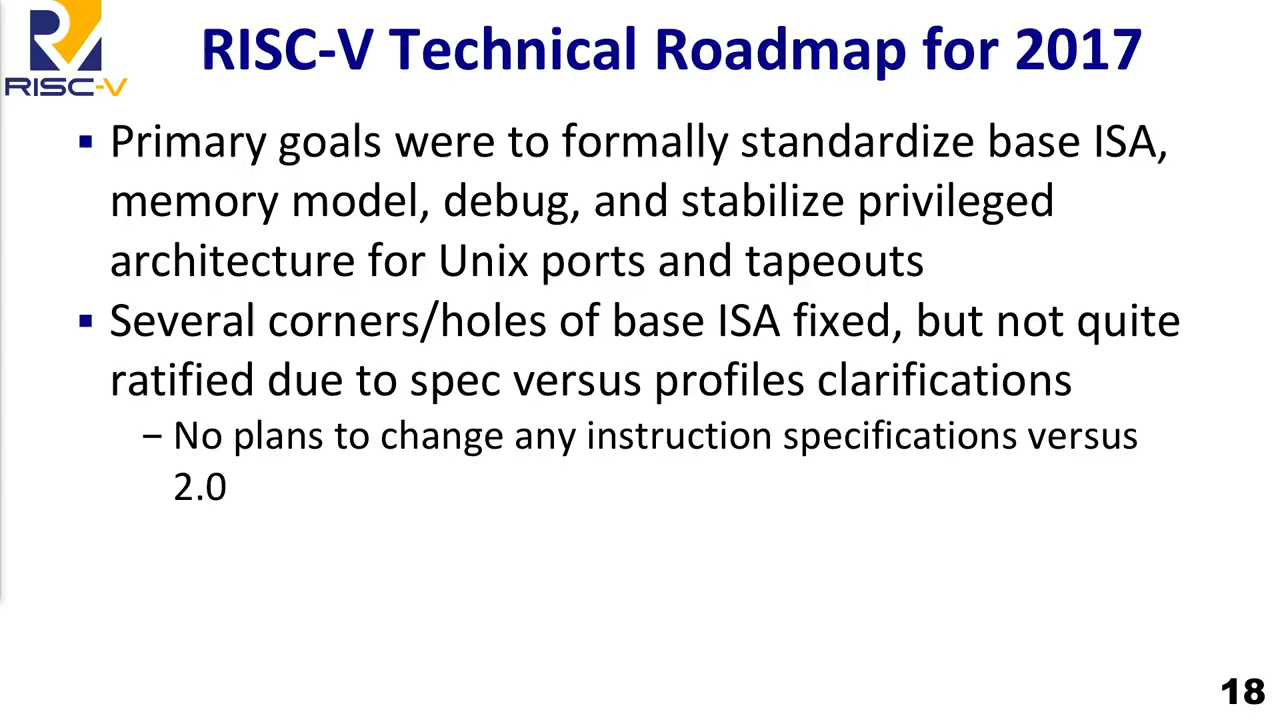 RISC-V
RISC-V Technical Roadmap for 2017
▪ Primary goals were to formally standardize base ISA,
memory model, debug, and stabilize privileged
architecture for Unix ports and tapeouts
▪ Several corners/holes of base ISA fixed, but not quite
ratified due to spec versus profiles clarifications
– No plans to change any instruction specifications versus
2.0
18